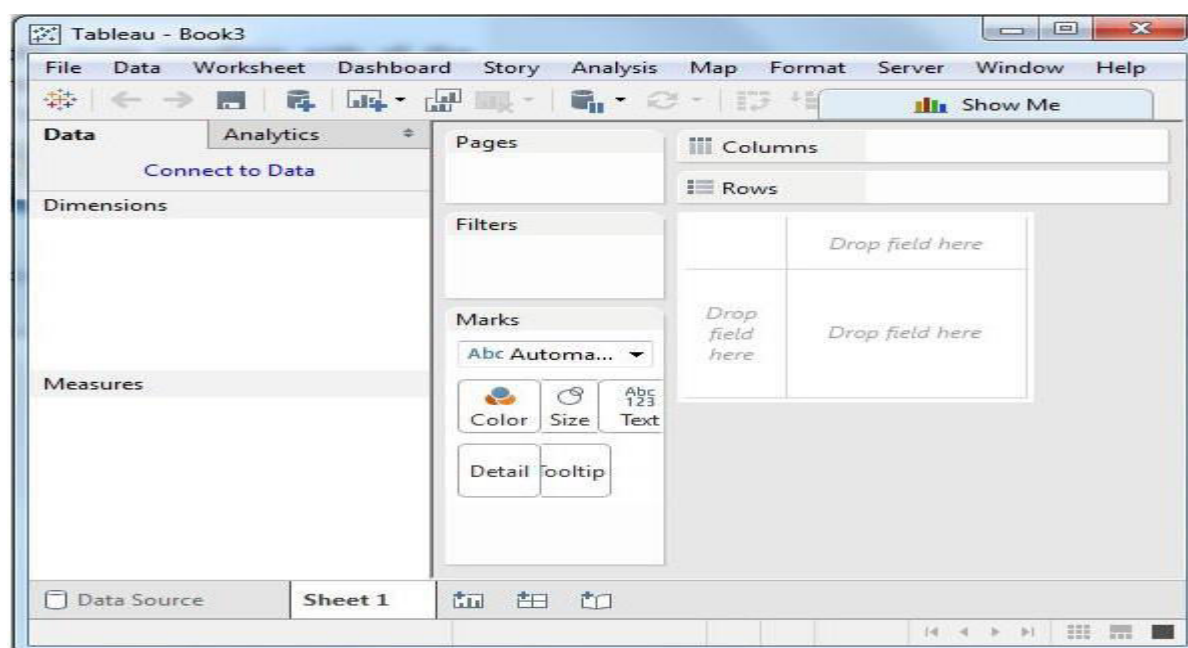 Tableau - Book3
File Data Worksheet Dashboard Story Analysis Map Format Server Window Help
Show Me
Data Analytics
Connect to Data
Dimensions
Measures
Pages
Filters
Marks
Abc Automa...
Color Size Abc 123 Text
Detail ooltip
Columns
Rows
Drop field here
Drop
field
here
Drop field here
Data Source Sheet 1